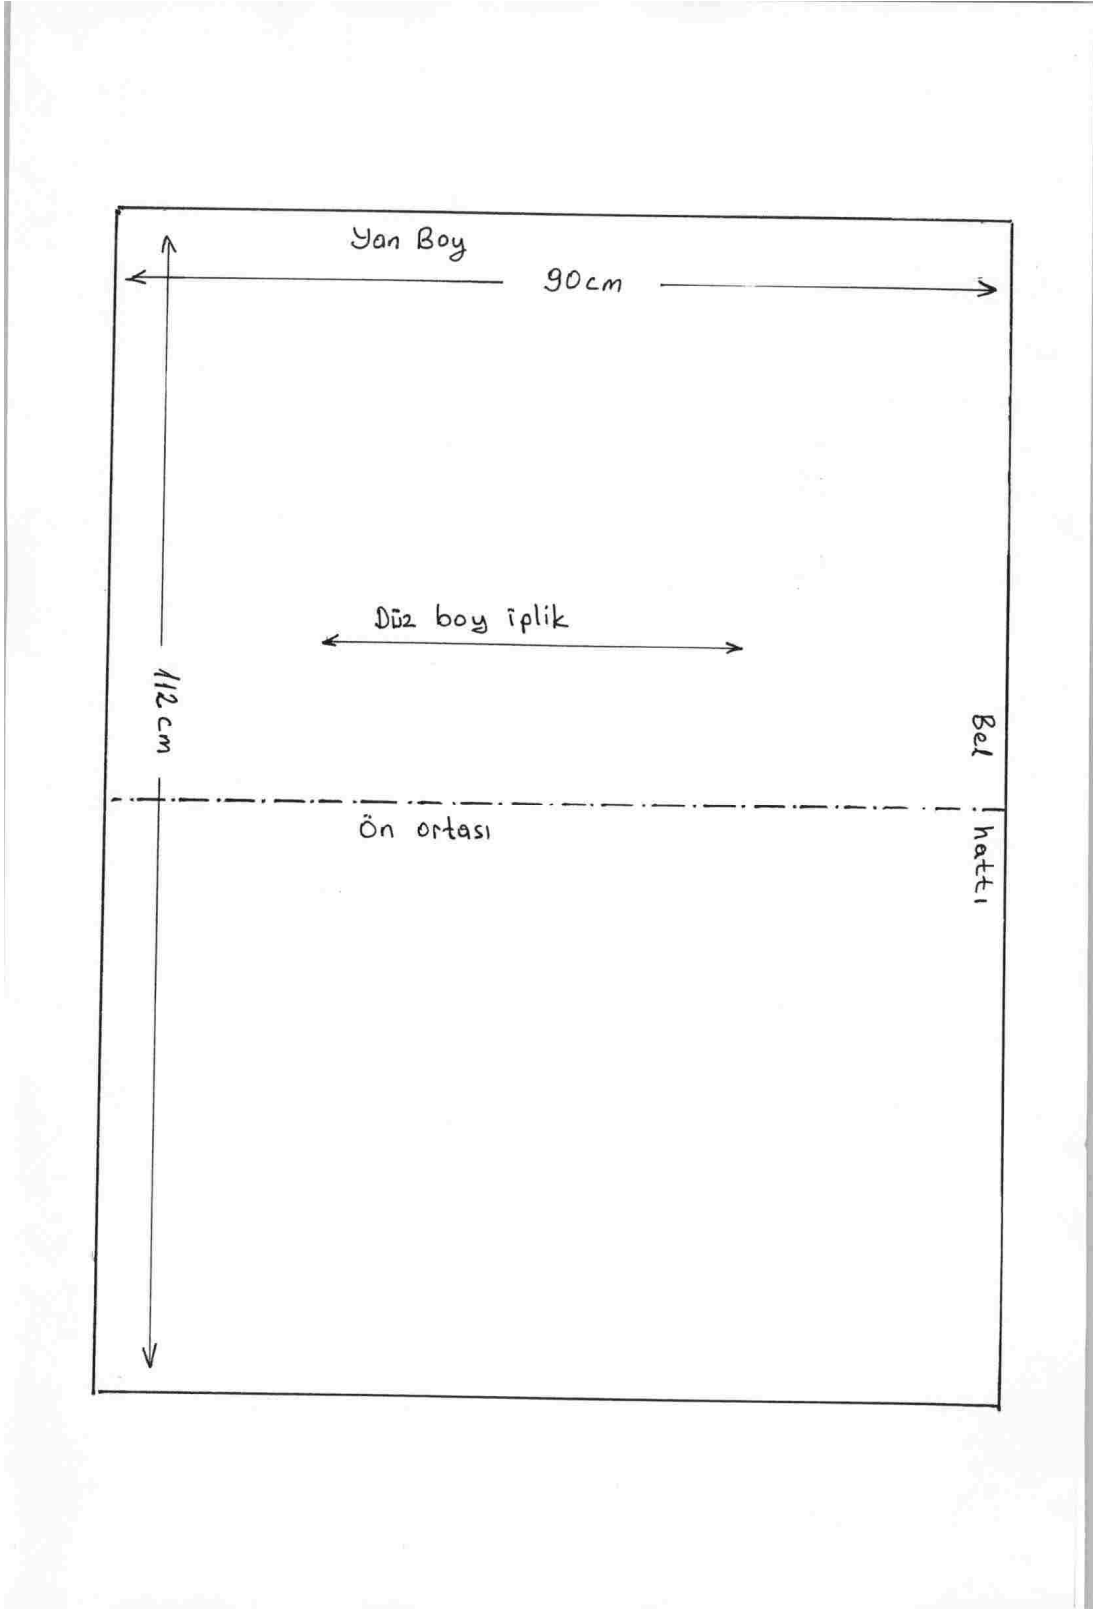 Yan Boy
90cm
Düz boy iplik
112 cm
Bel hattı
Ön ortası